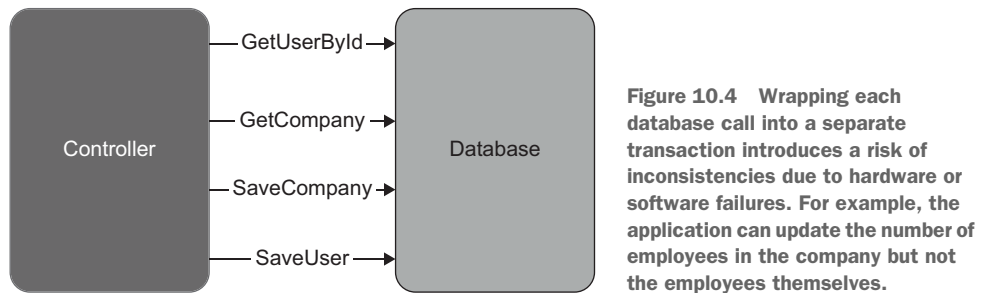 GetUserById
GetCompany
Controller
Database
SaveCompany
SaveUser
Figure 10.4 Wrapping each
database call into a separate
transaction introduces a risk of
inconsistencies due to hardware or
software failures. For example, the
application can update the number of
employees in the company but not
the employees themselves.